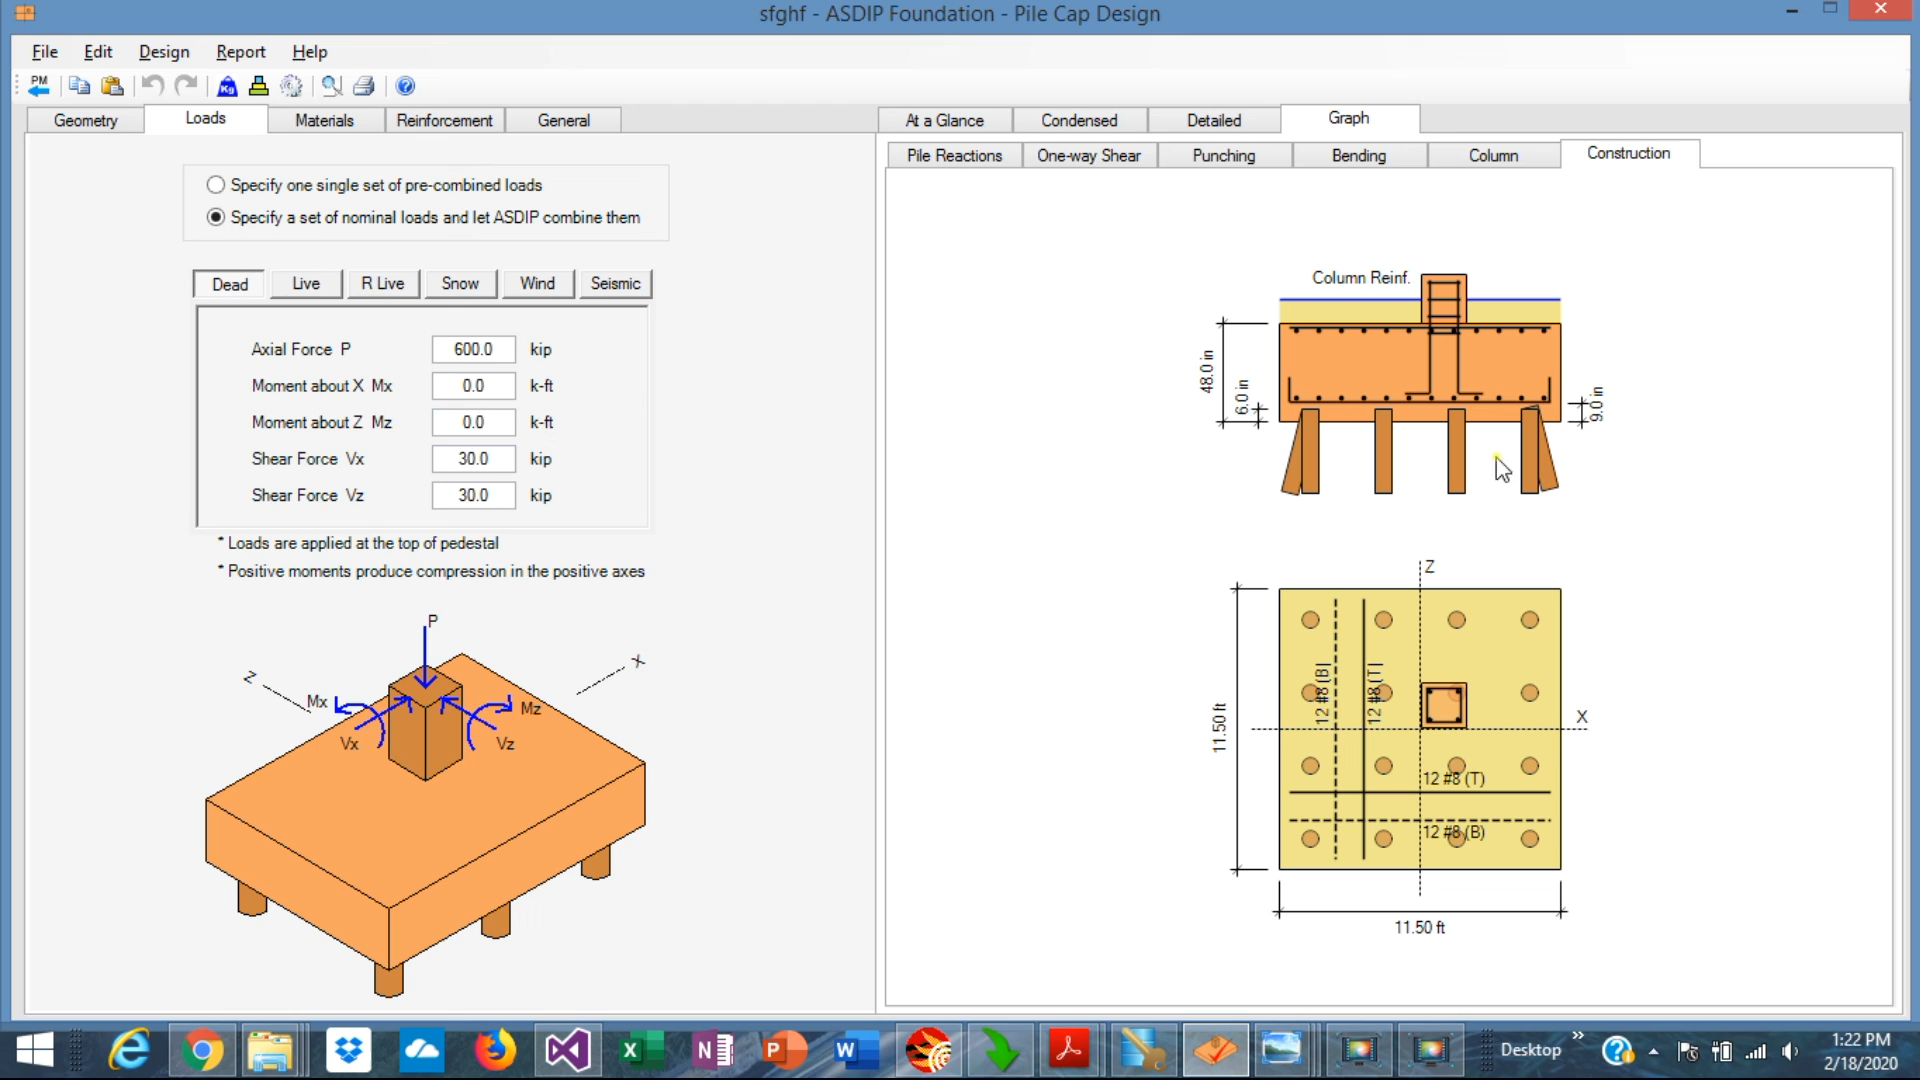 sfghf - ASDIP Foundation - Pile Cap Design
File Edit Design Report Help
PM Kg
Geometry Loads Materials Reinforcement General
At a Glance Condensed Detailed Graph
Pile Reactions One-way Shear Punching Bending Column Construction
Specify one single set of pre-combined loads
Specify a set of nominal loads and let ASDIP combine them
Dead Live R Live Snow Wind Seismic
Axial Force P 600.0 kip
Moment about X Mx 0.0 k-ft
Moment about Z Mz 0.0 k-ft
Shear Force Vx 30.0 kip
Shear Force Vz 30.0 kip
* Loads are applied at the top of pedestal
* Positive moments produce compression in the positive axes
P
Z
X
Mx
Mz
Vx
Vz
Column Reinf.
48.0 in
6.0 in
9.0 in
Z
12 #8 (B)
12 #8 (T)
11.50 ft
X
12 #8 (T)
12 #8 (B)
11.50 ft
Desktop
1:22 PM
2/18/2020